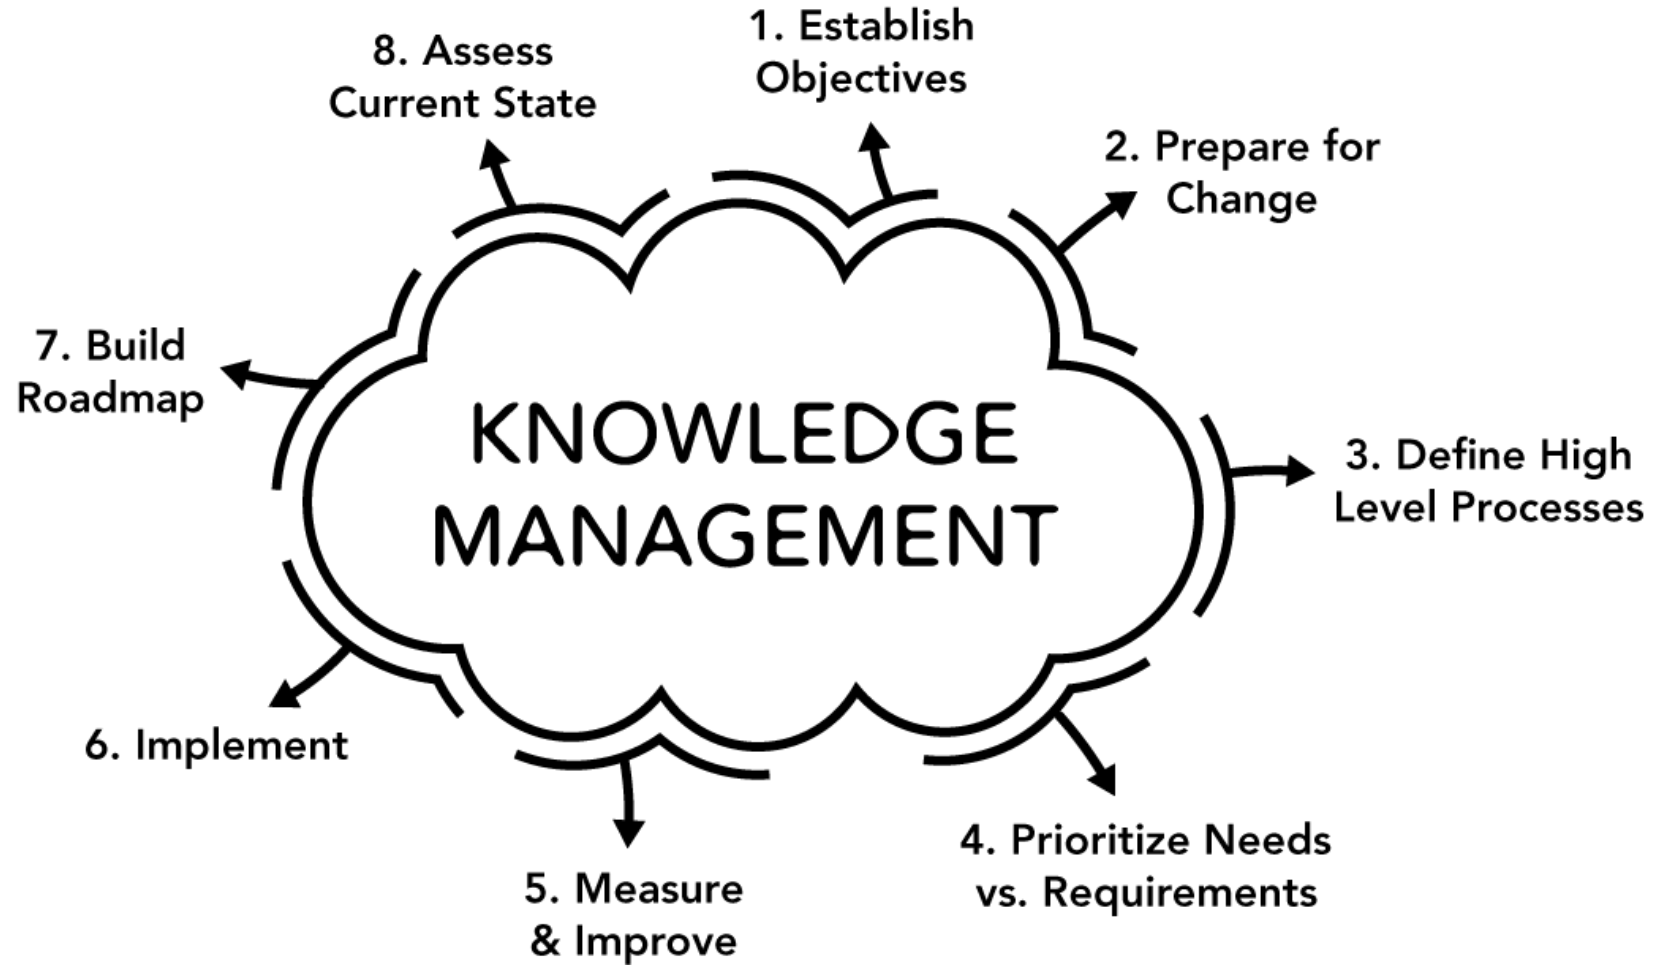 1. Establish
Objectives
2. Prepare for
Change
3. Define High
Level Processes
4. Prioritize Needs
vs. Requirements
5. Measure
& Improve
6. Implement
7. Build
Roadmap
8. Assess
Current State
KNOWLEDGE
MANAGEMENT